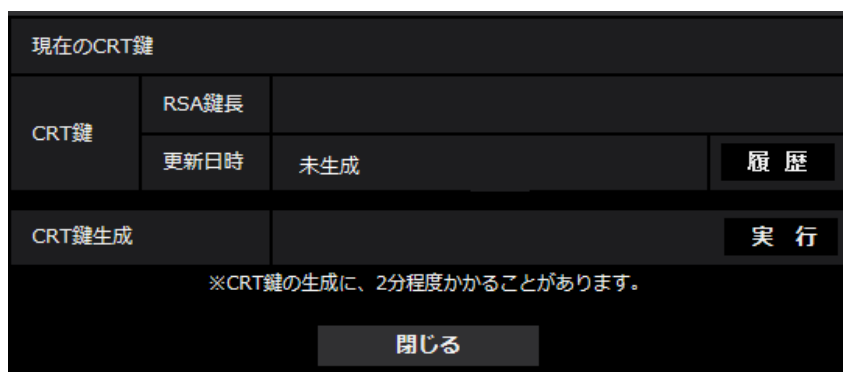 現在のCRT鍵
CRT鍵
RSA鍵長
更新日時
未生成
履 歴
CRT鍵生成
実 行
※CRT鍵の生成に、2分程度かかることがあります。
閉じる